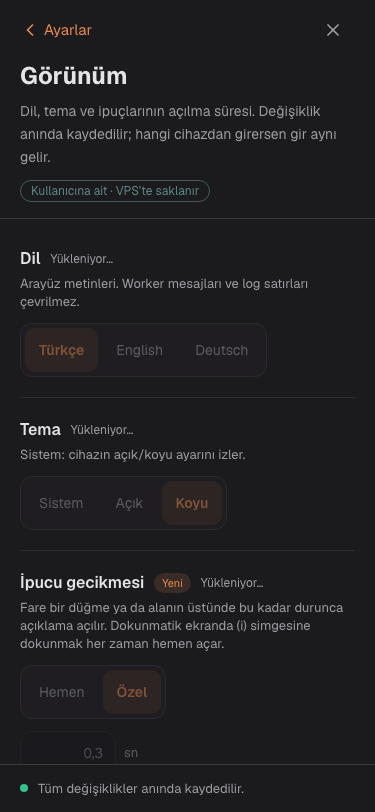 Ayarlar
Görünüm
Dil, tema ve ipuçlarının açılma süresi. Değişiklik
anında kaydedilir; hangi cihazdan girersen gir aynı
gelir.
Kullanıcına ait · VPS'te saklanır
Dil Yükleniyor…
Arayüz metinleri. Worker mesajları ve log satırları
çevrilmez.
Türkçe English Deutsch
Tema Yükleniyor…
Sistem: cihazın açık/koyu ayarını izler.
Sistem Açık Koyu
İpucu gecikmesi Yeni Yükleniyor…
Fare bir düğme ya da alanın üstünde bu kadar durunca
açıklama açılır. Dokunmatik ekranda (i) simgesine
dokunmak her zaman hemen açar.
Hemen Özel
0,3 sn
Tüm değişiklikler anında kaydedilir.